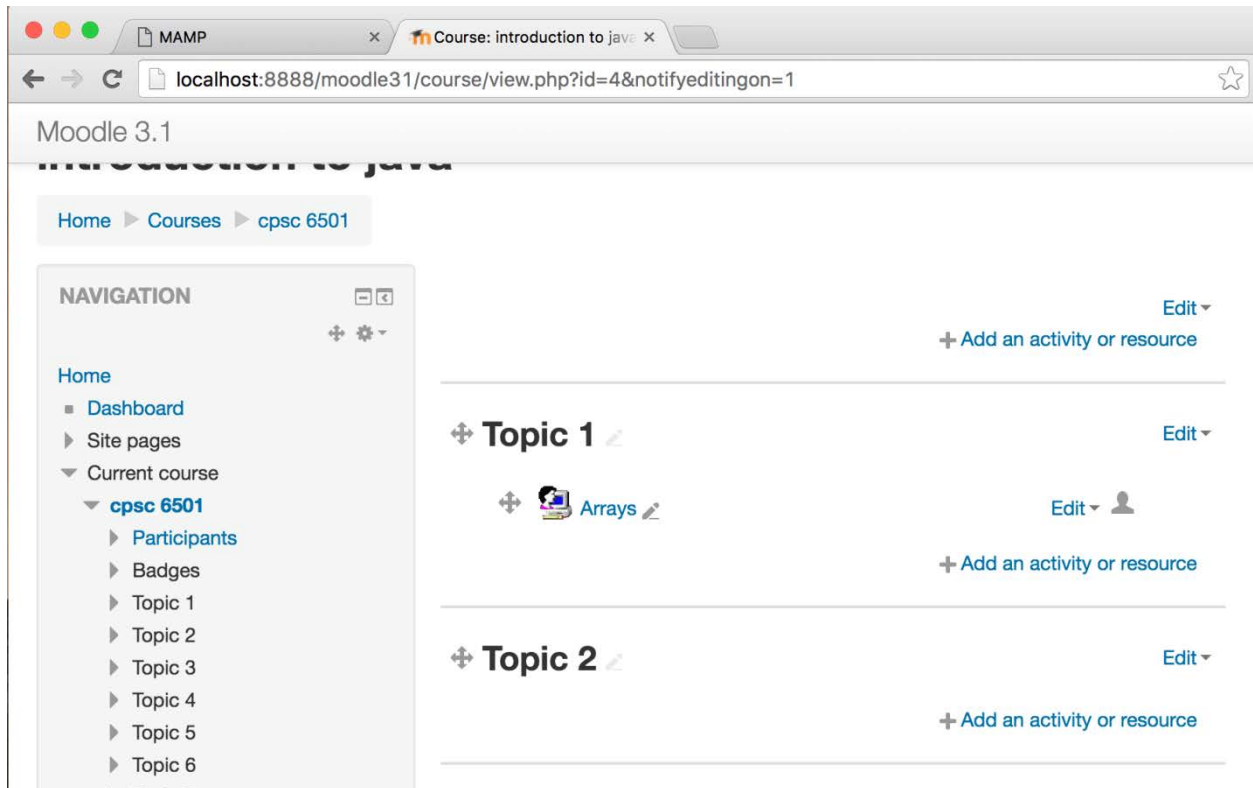 MAMP
Course: introduction to java
localhost:8888/moodle31/course/view.php?id=4&notifyeditingon=1
Moodle 3.1
introduction to java
Home Courses cpsc 6501
NAVIGATION
Edit
Add an activity or resource
Home
Dashboard
Site pages
Current course
cpsc 6501
Participants
Badges
Topic 1
Topic 2
Topic 3
Topic 4
Topic 5
Topic 6
Topic 1
Edit
Arrays
Edit
Add an activity or resource
Topic 2
Edit
Add an activity or resource